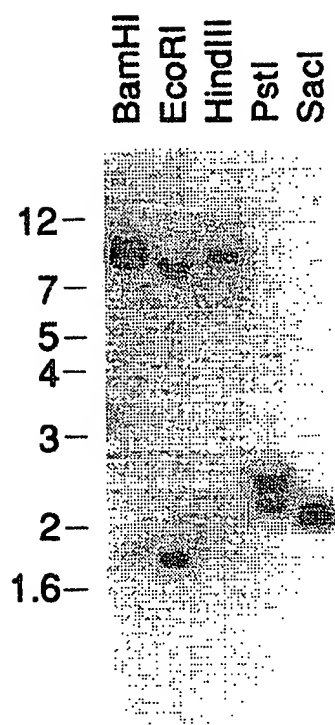 BamHI
EcoRI
HindIII
PstI
SacI
12
7
5
4
3
2
1.6